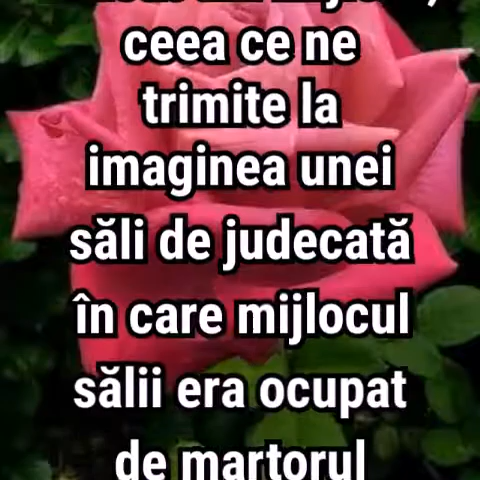 ceea ce ne
trimite la
imaginea unei
săli de judecată
în care mijlocul
sălii era ocupat
de martorul